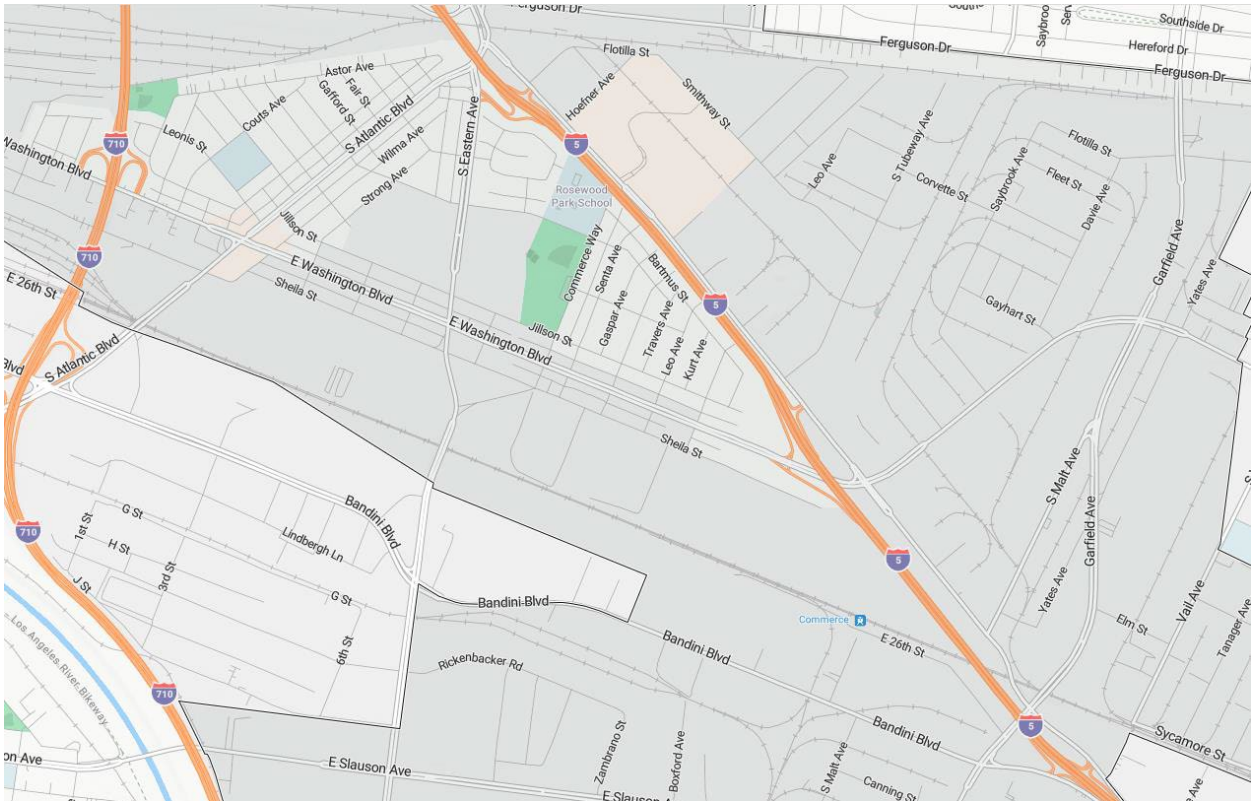 Ferguson Dr
Southside Dr
Hereford Dr
Ferguson Dr
Ferguson Dr
Flotilla St
Astor Ave
Fair St
Gafford St
Couts Ave
Leonis St
S Atlantic Blvd
Wilma Ave
Strong Ave
S Eastern Ave
Hoefner Ave
Smithway St
5
710
Washington Blvd
Rosewood
Park School
Leo Ave
S Tubeway Ave
Corvette St
Saybrook Ave
Fleet St
Flotilla St
Davie Ave
Garfield Ave
Yates Ave
Jillson St
710
E Washington Blvd
Sheila St
E 26th St
Commerce Way
Senta Ave
Bartmus St
5
Gaspar Ave
Travers Ave
Leo Ave
Kurt Ave
Jillson St
E Washington Blvd
Gayhart St
S Atlantic Blvd
Blvd
Sheila St
Bandini Blvd
S Malt Ave
Garfield Ave
G St
1st St
H St
J St
3rd St
710
Lindbergh Ln
G St
6th St
5
Bandini Blvd
Commerce
E 26th St
Bandini Blvd
Yates Ave
Elm St
Vail Ave
Tanager Ave
Los Angeles River Bikeway
Rickenbacker Rd
710
5
Sycamore St
Bandini Blvd
E Slauson Ave
Zambrano St
Boxford Ave
S Malt Ave
Canning St
E Slauson A
on Ave